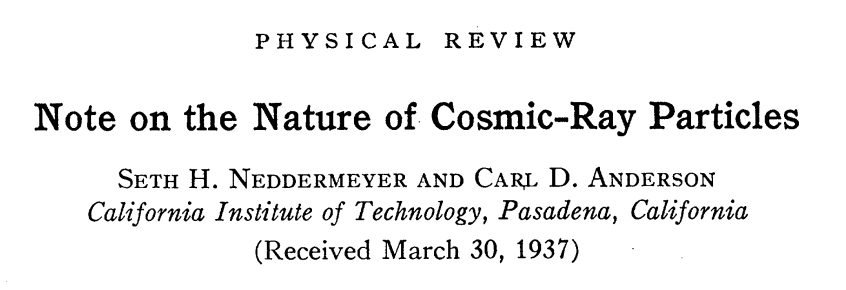 PHYSICAL REVIEW
Note on the Nature of Cosmic-Ray Particles
SETH H. NEDDERMEYER AND CARL D. ANDERSON
California Institute of Technology, Pasadena, California
(Received March 30, 1937)